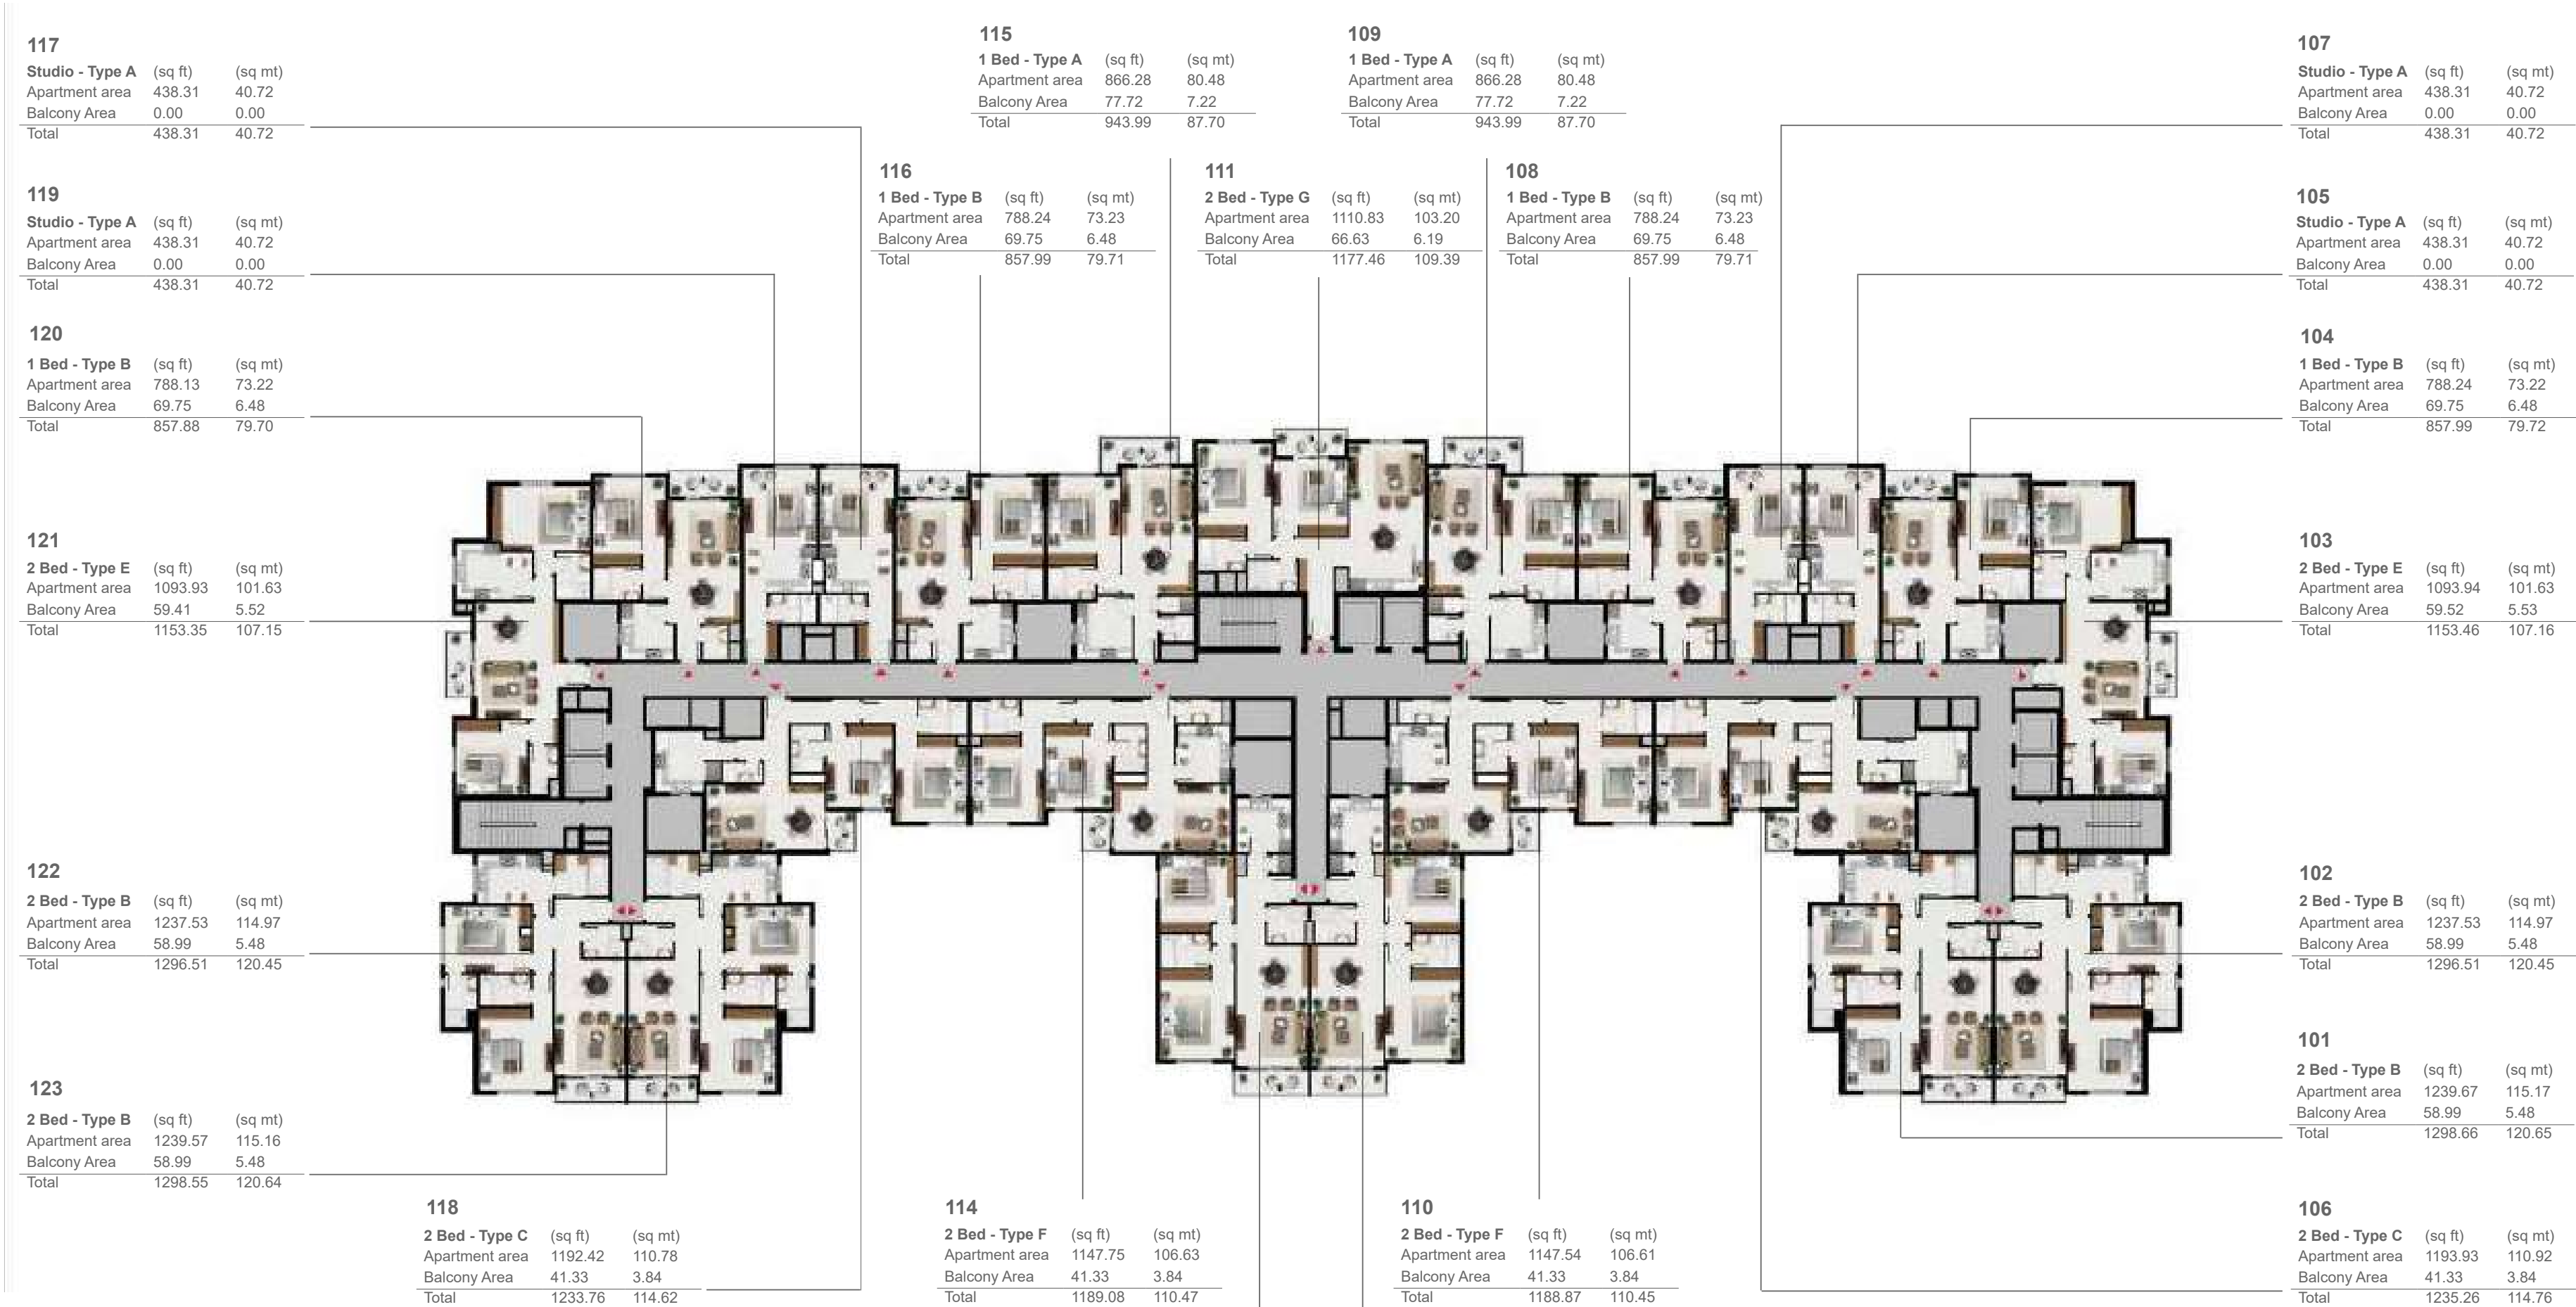 117
Studio - Type A (sq ft) (sq mt)
Apartment area 438.31 40.72
Balcony Area 0.00 0.00
Total 438.31 40.72
119
Studio - Type A (sq ft) (sq mt)
Apartment area 438.31 40.72
Balcony Area 0.00 0.00
Total 438.31 40.72
120
1 Bed - Type B (sq ft) (sq mt)
Apartment area 788.13 73.22
Balcony Area 69.75 6.48
Total 857.88 79.70
121
2 Bed - Type E (sq ft) (sq mt)
Apartment area 1093.93 101.63
Balcony Area 59.41 5.52
Total 1153.35 107.15
122
2 Bed - Type B (sq ft) (sq mt)
Apartment area 1237.53 114.97
Balcony Area 58.99 5.48
Total 1296.51 120.45
123
2 Bed - Type B (sq ft) (sq mt)
Apartment area 1239.57 115.16
Balcony Area 58.99 5.48
Total 1298.55 120.64
115
1 Bed - Type A (sq ft) (sq mt)
Apartment area 866.28 80.48
Balcony Area 77.72 7.22
Total 943.99 87.70
109
1 Bed - Type A (sq ft) (sq mt)
Apartment area 866.28 80.48
Balcony Area 77.72 7.22
Total 943.99 87.70
116
1 Bed - Type B (sq ft) (sq mt)
Apartment area 788.24 73.23
Balcony Area 69.75 6.48
Total 857.99 79.71
111
2 Bed - Type G (sq ft) (sq mt)
Apartment area 1110.83 103.20
Balcony Area 66.63 6.19
Total 1177.46 109.39
108
1 Bed - Type B (sq ft) (sq mt)
Apartment area 788.24 73.23
Balcony Area 69.75 6.48
Total 857.99 79.71
107
Studio - Type A (sq ft) (sq mt)
Apartment area 438.31 40.72
Balcony Area 0.00 0.00
Total 438.31 40.72
105
Studio - Type A (sq ft) (sq mt)
Apartment area 438.31 40.72
Balcony Area 0.00 0.00
Total 438.31 40.72
104
1 Bed - Type B (sq ft) (sq mt)
Apartment area 788.24 73.22
Balcony Area 69.75 6.48
Total 857.99 79.72
103
2 Bed - Type E (sq ft) (sq mt)
Apartment area 1093.94 101.63
Balcony Area 59.52 5.53
Total 1153.46 107.16
102
2 Bed - Type B (sq ft) (sq mt)
Apartment area 1237.53 114.97
Balcony Area 58.99 5.48
Total 1296.51 120.45
101
2 Bed - Type B (sq ft) (sq mt)
Apartment area 1239.67 115.17
Balcony Area 58.99 5.48
Total 1298.66 120.65
118
2 Bed - Type C (sq ft) (sq mt)
Apartment area 1192.42 110.78
Balcony Area 41.33 3.84
Total 1233.76 114.62
114
2 Bed - Type F (sq ft) (sq mt)
Apartment area 1147.75 106.63
Balcony Area 41.33 3.84
Total 1189.08 110.47
110
2 Bed - Type F (sq ft) (sq mt)
Apartment area 1147.54 106.61
Balcony Area 41.33 3.84
Total 1188.87 110.45
106
2 Bed - Type C (sq ft) (sq mt)
Apartment area 1193.93 110.92
Balcony Area 41.33 3.84
Total 1235.26 114.76